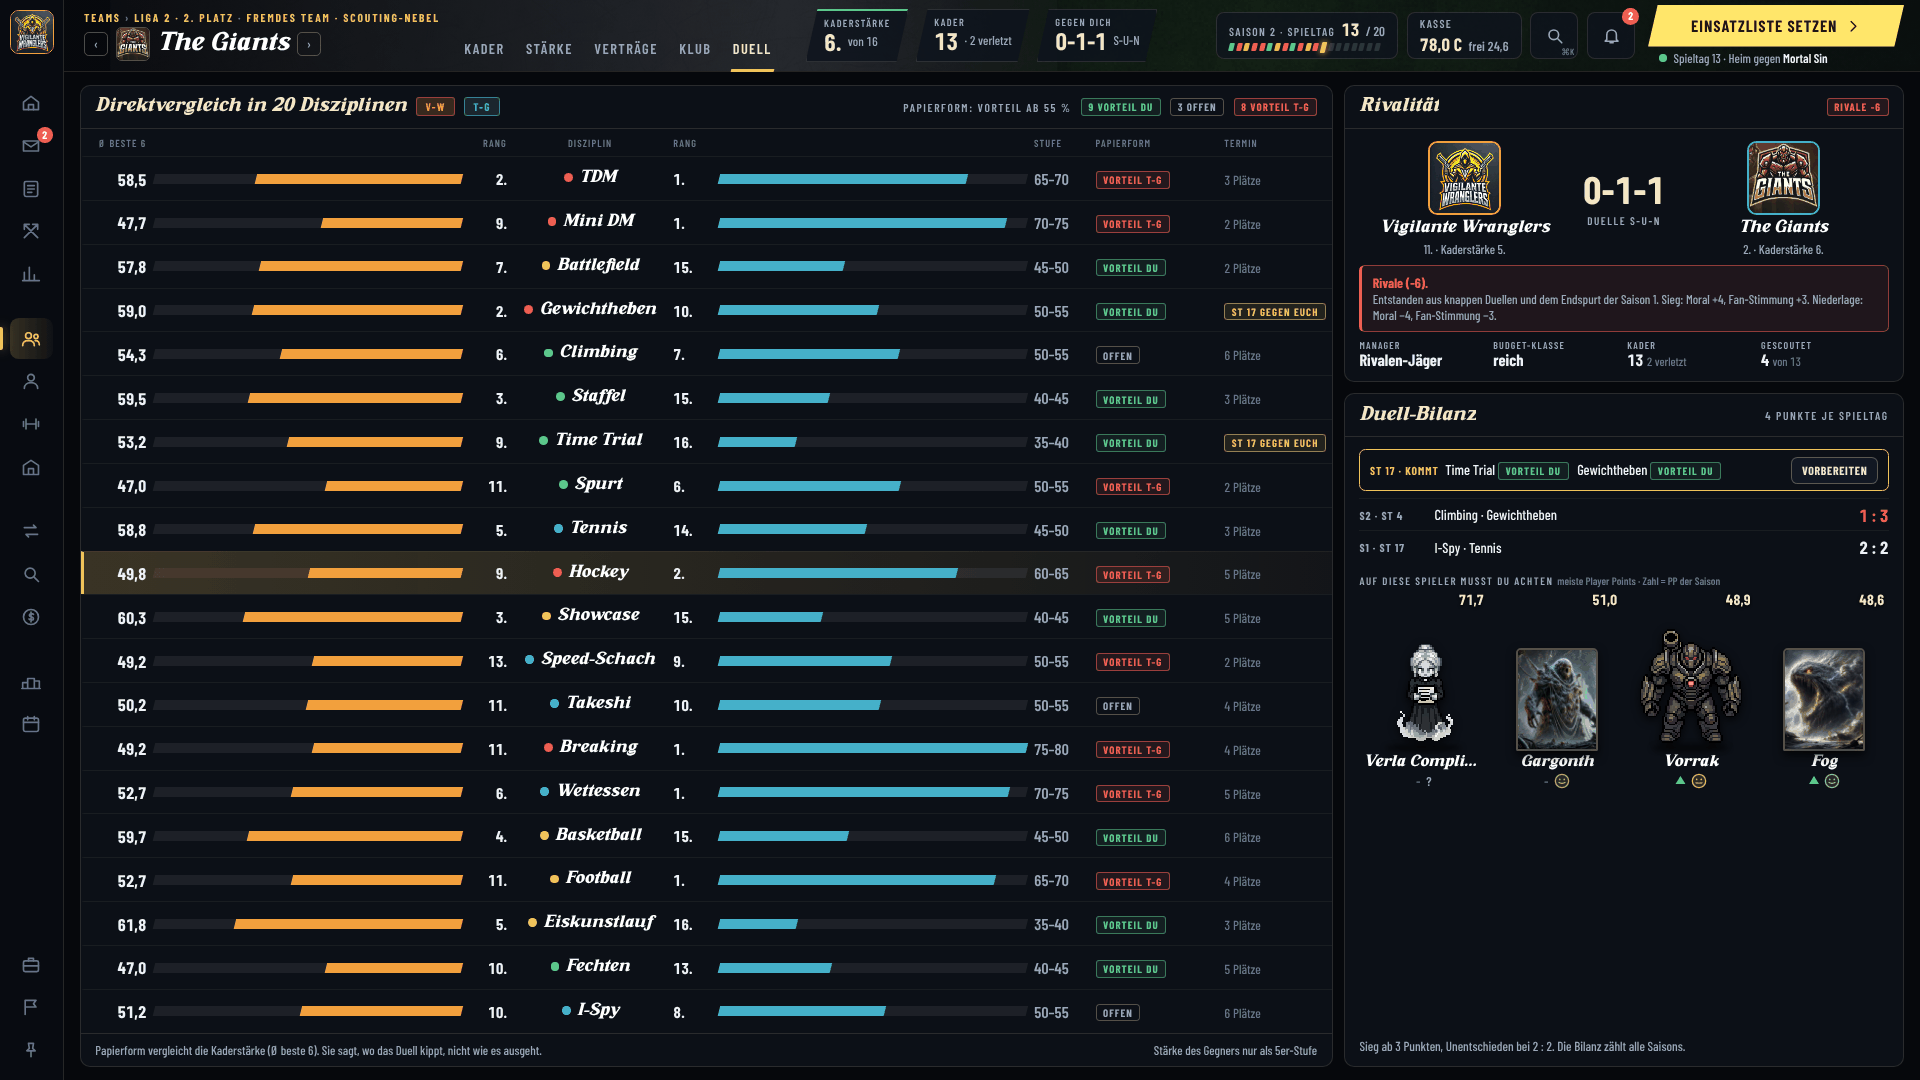 TEAMS › LIGA 2 · 2. PLATZ · FREMDES TEAM · SCOUTING-NEBEL
‹ The Giants ›
KADER STÄRKE VERTRÄGE KLUB DUELL
KADERSTÄRKE
6. von 16
KADER
13 · 2 verletzt
GEGEN DICH
0-1-1 S-U-N
SAISON 2 · SPIELTAG 13 / 20
KASSE
78,0 C frei 24,6
⌘K
2
EINSATZLISTE SETZEN
Spieltag 13 · Heim gegen Mortal Sin
2
Direktvergleich in 20 Disziplinen V-W T-G
PAPIERFORM: VORTEIL AB 55 % 9 VORTEIL DU 3 OFFEN 8 VORTEIL T-G
Ø BESTE 6 RANG DISZIPLIN RANG STUFE PAPIERFORM TERMIN
58,5 2. TDM 1. 65-70 VORTEIL T-G 3 Plätze
47,7 9. Mini DM 1. 70-75 VORTEIL T-G 2 Plätze
57,8 7. Battlefield 15. 45-50 VORTEIL DU 2 Plätze
59,0 2. Gewichtheben 10. 50-55 VORTEIL DU ST 17 GEGEN EUCH
54,3 6. Climbing 7. 50-55 OFFEN 6 Plätze
59,5 3. Staffel 15. 40-45 VORTEIL DU 3 Plätze
53,2 9. Time Trial 16. 35-40 VORTEIL DU ST 17 GEGEN EUCH
47,0 11. Spurt 6. 50-55 VORTEIL T-G 2 Plätze
58,8 5. Tennis 14. 45-50 VORTEIL DU 3 Plätze
49,8 9. Hockey 2. 60-65 VORTEIL T-G 5 Plätze
60,3 3. Showcase 15. 40-45 VORTEIL DU 5 Plätze
49,2 13. Speed-Schach 9. 50-55 VORTEIL T-G 2 Plätze
50,2 11. Takeshi 10. 50-55 OFFEN 4 Plätze
49,2 11. Breaking 1. 75-80 VORTEIL T-G 4 Plätze
52,7 6. Wettessen 1. 70-75 VORTEIL T-G 5 Plätze
59,7 4. Basketball 15. 45-50 VORTEIL DU 6 Plätze
52,7 11. Football 1. 65-70 VORTEIL T-G 4 Plätze
61,8 5. Eiskunstlauf 16. 35-40 VORTEIL DU 3 Plätze
47,0 10. Fechten 13. 40-45 VORTEIL DU 5 Plätze
51,2 10. I-Spy 8. 50-55 OFFEN 6 Plätze
Papierform vergleicht die Kaderstärke (Ø beste 6). Sie sagt, wo das Duell kippt, nicht wie es ausgeht.
Stärke des Gegners nur als 5er-Stufe
Rivalität RIVALE -6
VIGILANTE WRANGLERS
THE GIANTS
0-1-1
DUELLE S-U-N
Vigilante Wranglers
The Giants
11. · Kaderstärke 5.
2. · Kaderstärke 6.
Rivale (-6).
Entstanden aus knappen Duellen und dem Endspurt der Saison 1. Sieg: Moral +4, Fan-Stimmung +3. Niederlage:
Moral −4, Fan-Stimmung −3.
MANAGER BUDGET-KLASSE KADER GESCOUTET
Rivalen-Jäger reich 13 2 verletzt 4 von 13
Duell-Bilanz 4 PUNKTE JE SPIELTAG
ST 17 · KOMMT Time Trial VORTEIL DU Gewichtheben VORTEIL DU VORBEREITEN
S2 · ST 4 Climbing · Gewichtheben 1 : 3
S1 · ST 17 I-Spy · Tennis 2 : 2
AUF DIESE SPIELER MUSST DU ACHTEN meiste Player Points · Zahl = PP der Saison
71,7 51,0 48,9 48,6
Verla Compli... Gargonth Vorrak Fog
- ? -
Sieg ab 3 Punkten, Unentschieden bei 2 : 2. Die Bilanz zählt alle Saisons.